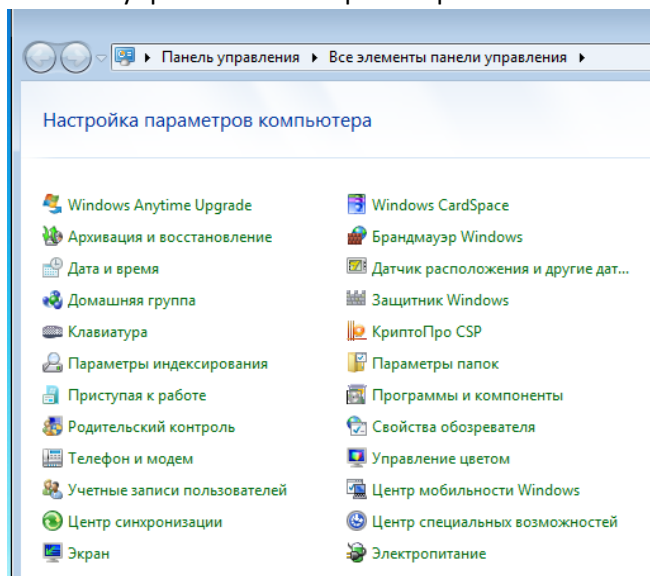 Панель управления ▸ Все элементы панели управления ▸
Настройка параметров компьютера
Windows Anytime Upgrade Windows CardSpace
Архивация и восстановление Брандмауэр Windows
Дата и время Датчик расположения и другие дат...
Домашняя группа Защитник Windows
Клавиатура КриптоПро CSP
Параметры индексирования Параметры папок
Приступая к работе Программы и компоненты
Родительский контроль Свойства обозревателя
Телефон и модем Управление цветом
Учетные записи пользователей Центр мобильности Windows
Центр синхронизации Центр специальных возможностей
Экран Электропитание